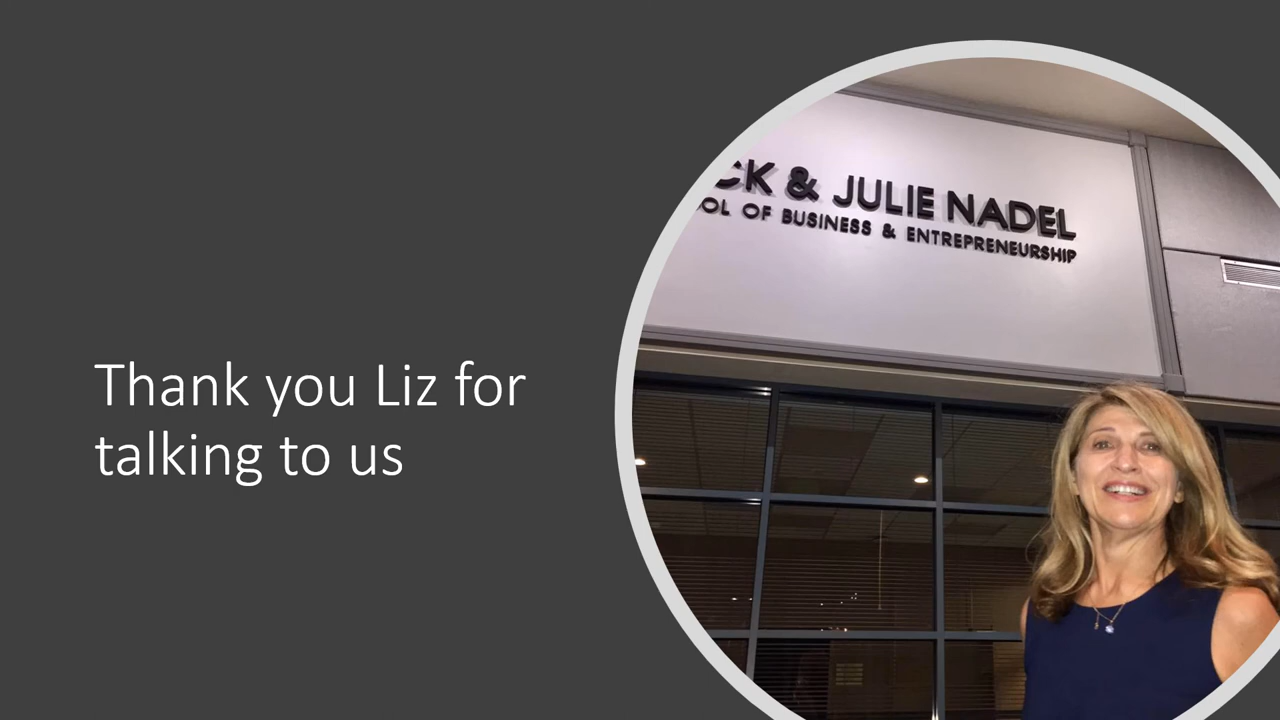 Thank you Liz for
talking to us
CK & JULIE NADEL
OL OF BUSINESS & ENTREPRENEURSHIP